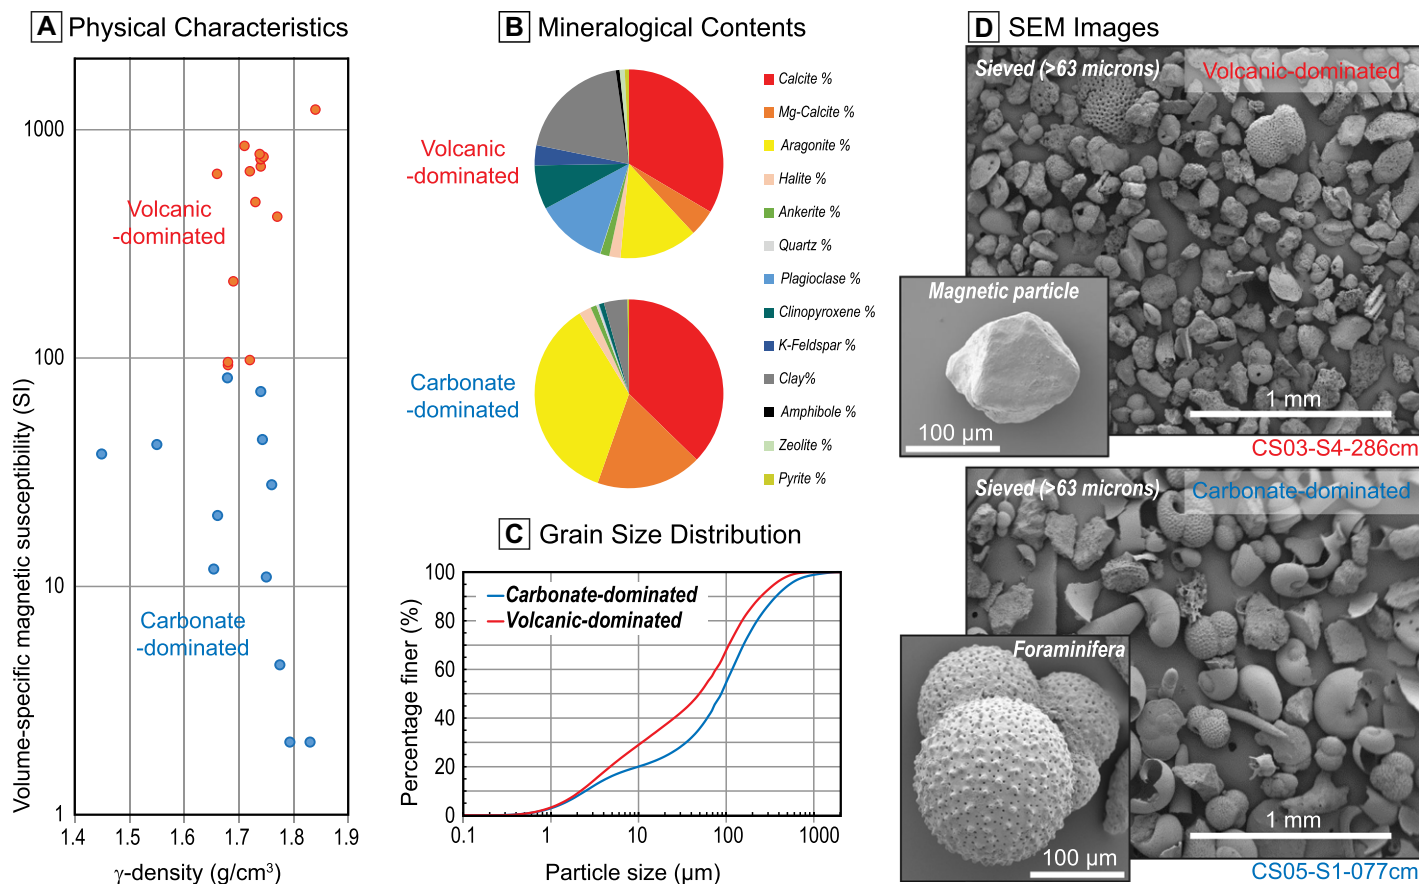 A Physical Characteristics
Volume-specific magnetic susceptibility (SI)
1000
100
10
1
Volcanic
-dominated
Carbonate
-dominated
1.4 1.5 1.6 1.7 1.8 1.9
γ-density (g/cm³)
B Mineralogical Contents
Volcanic
-dominated
Carbonate
-dominated
Calcite %
Mg-Calcite %
Aragonite %
Halite %
Ankerite %
Quartz %
Plagioclase %
Clinopyroxene %
K-Feldspar %
Clay%
Amphibole %
Zeolite %
Pyrite %
C Grain Size Distribution
Percentage finer (%)
100
80
60
40
20
0
Carbonate-dominated
Volcanic-dominated
0.1 1 10 100 1000
Particle size (µm)
D SEM Images
Sieved (>63 microns) Volcanic-dominated
Magnetic particle
100 µm
1 mm
CS03-S4-286cm
Sieved (>63 microns) Carbonate-dominated
Foraminifera
100 µm
1 mm
CS05-S1-077cm